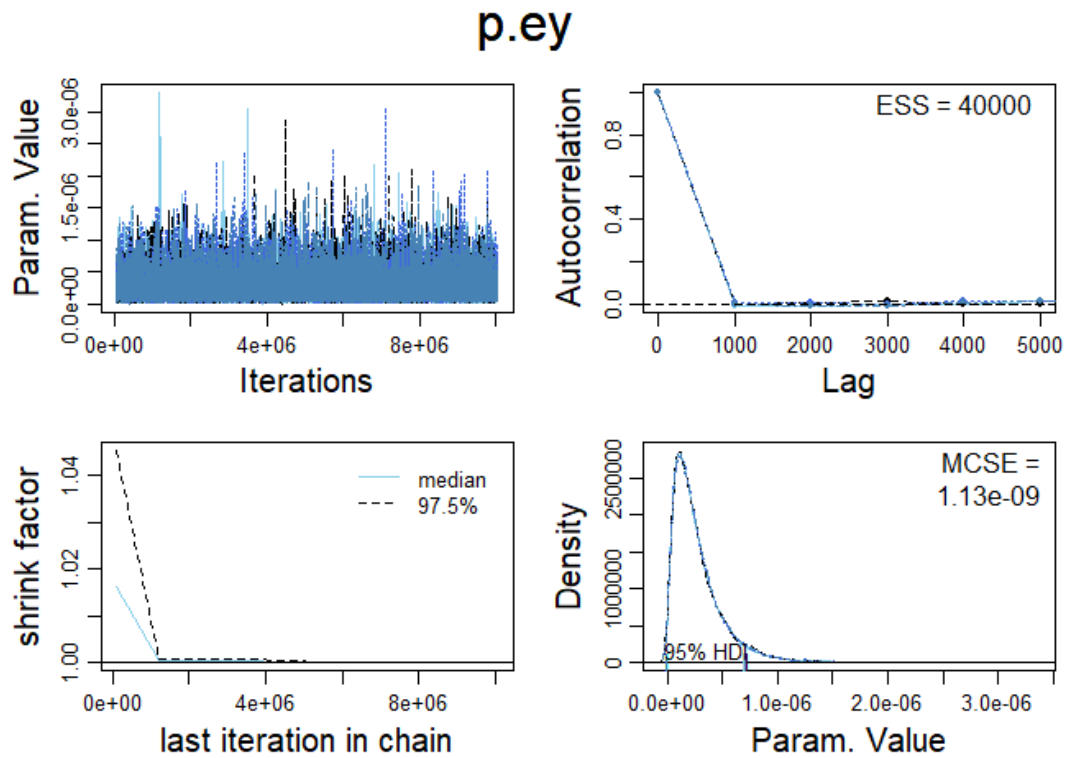 p.ey
Param. Value
0.0e+00 1.5e-06 3.0e-06
0e+00 4e+06 8e+06
Iterations
Autocorrelation
0.0 0.4 0.8
ESS = 40000
0 1000 2000 3000 4000 5000
Lag
shrink factor
1.00 1.02 1.04
median
97.5%
0e+00 4e+06 8e+06
last iteration in chain
Density
0 1000000 2500000
MCSE =
1.13e-09
95% HD
0.0e+00 1.0e-06 2.0e-06 3.0e-06
Param. Value